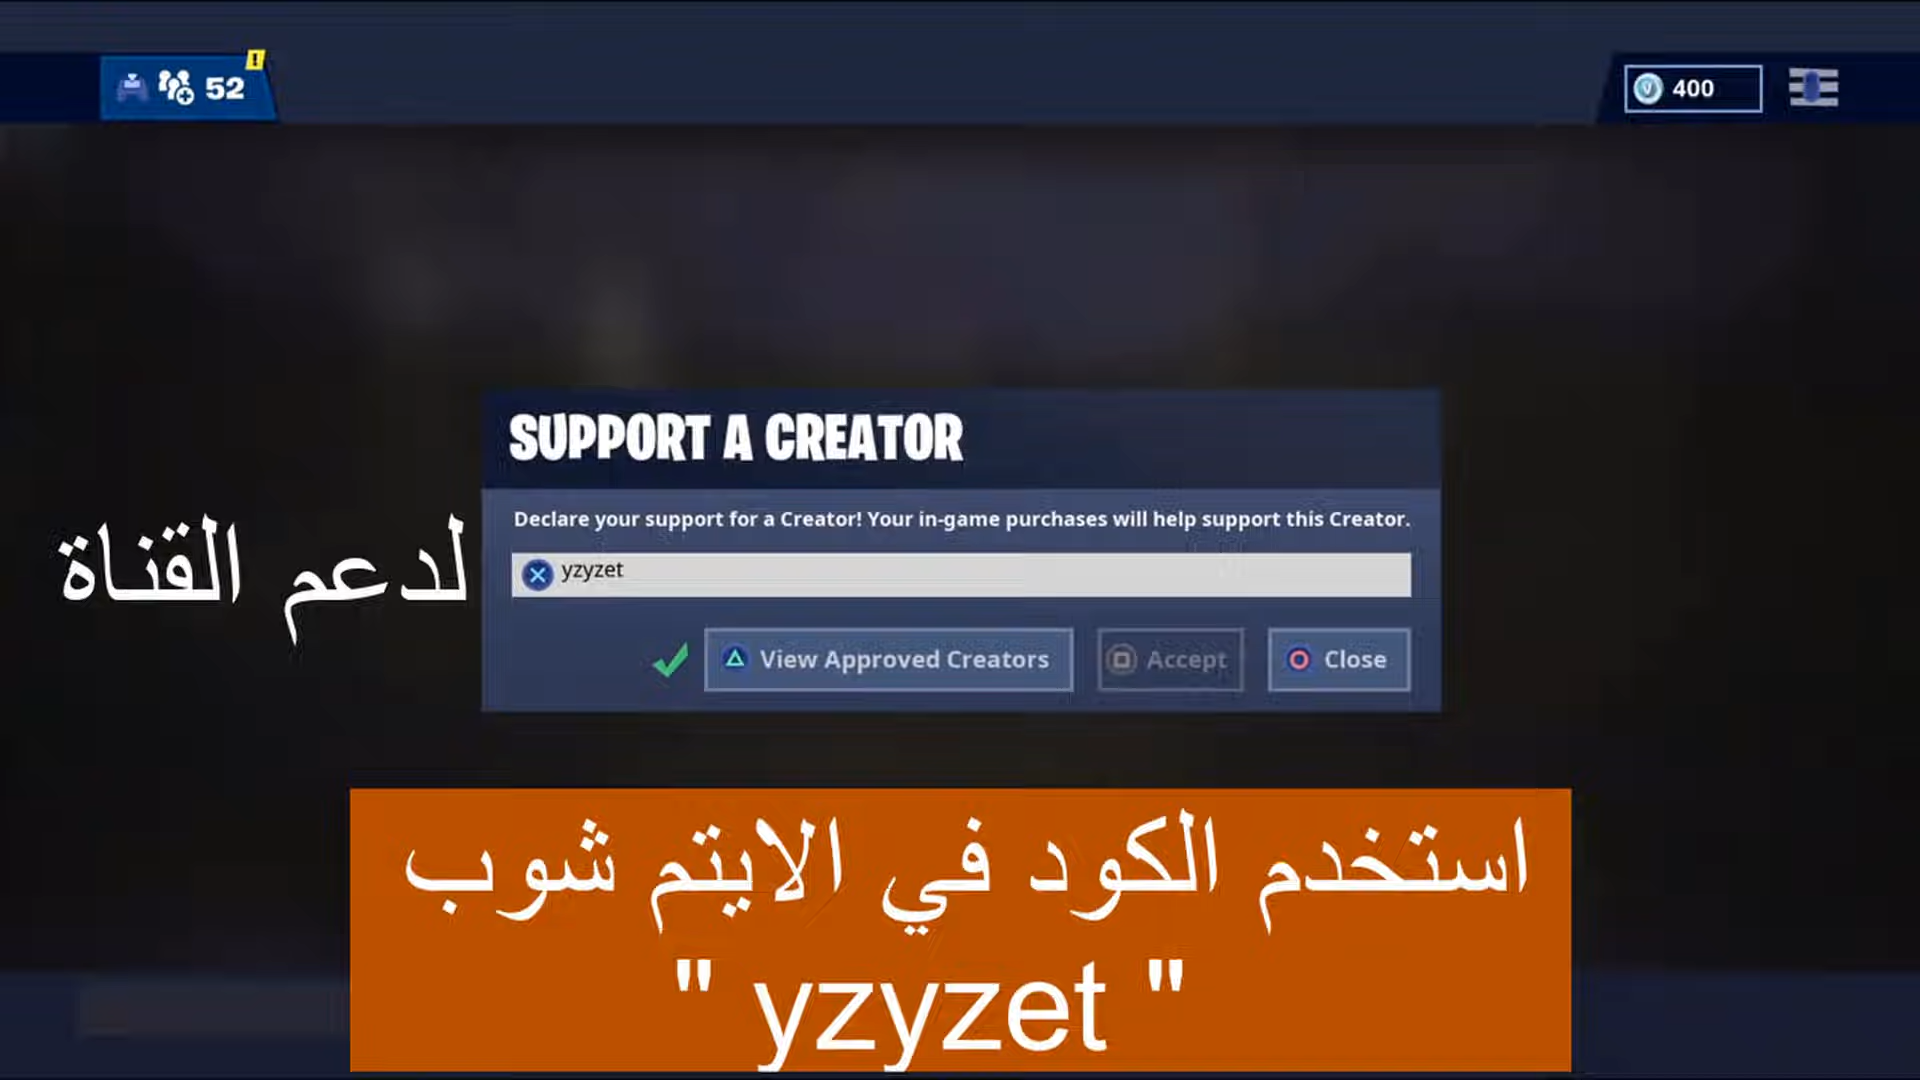 52
!
400
SUPPORT A CREATOR
Declare your support for a Creator! Your in-game purchases will help support this Creator.
yzyzet
View Approved Creators
Accept
Close
لدعم القناة
استخدم الكود في الايتم شوب
" yzyzet "